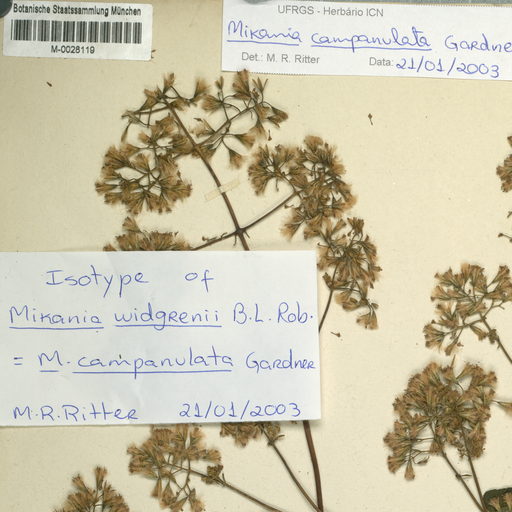 Botanische Staatssammlung München
M-0028119
UFRGS - Herbário ICN
Mikania campanulata Gardner
Det.: M. R. Ritter Data: 21/01/2003
Isotype of
Mikania widgrenii B.L.Rob.
= M. campanulata Gardner
M.R.Ritter 21/01/2003